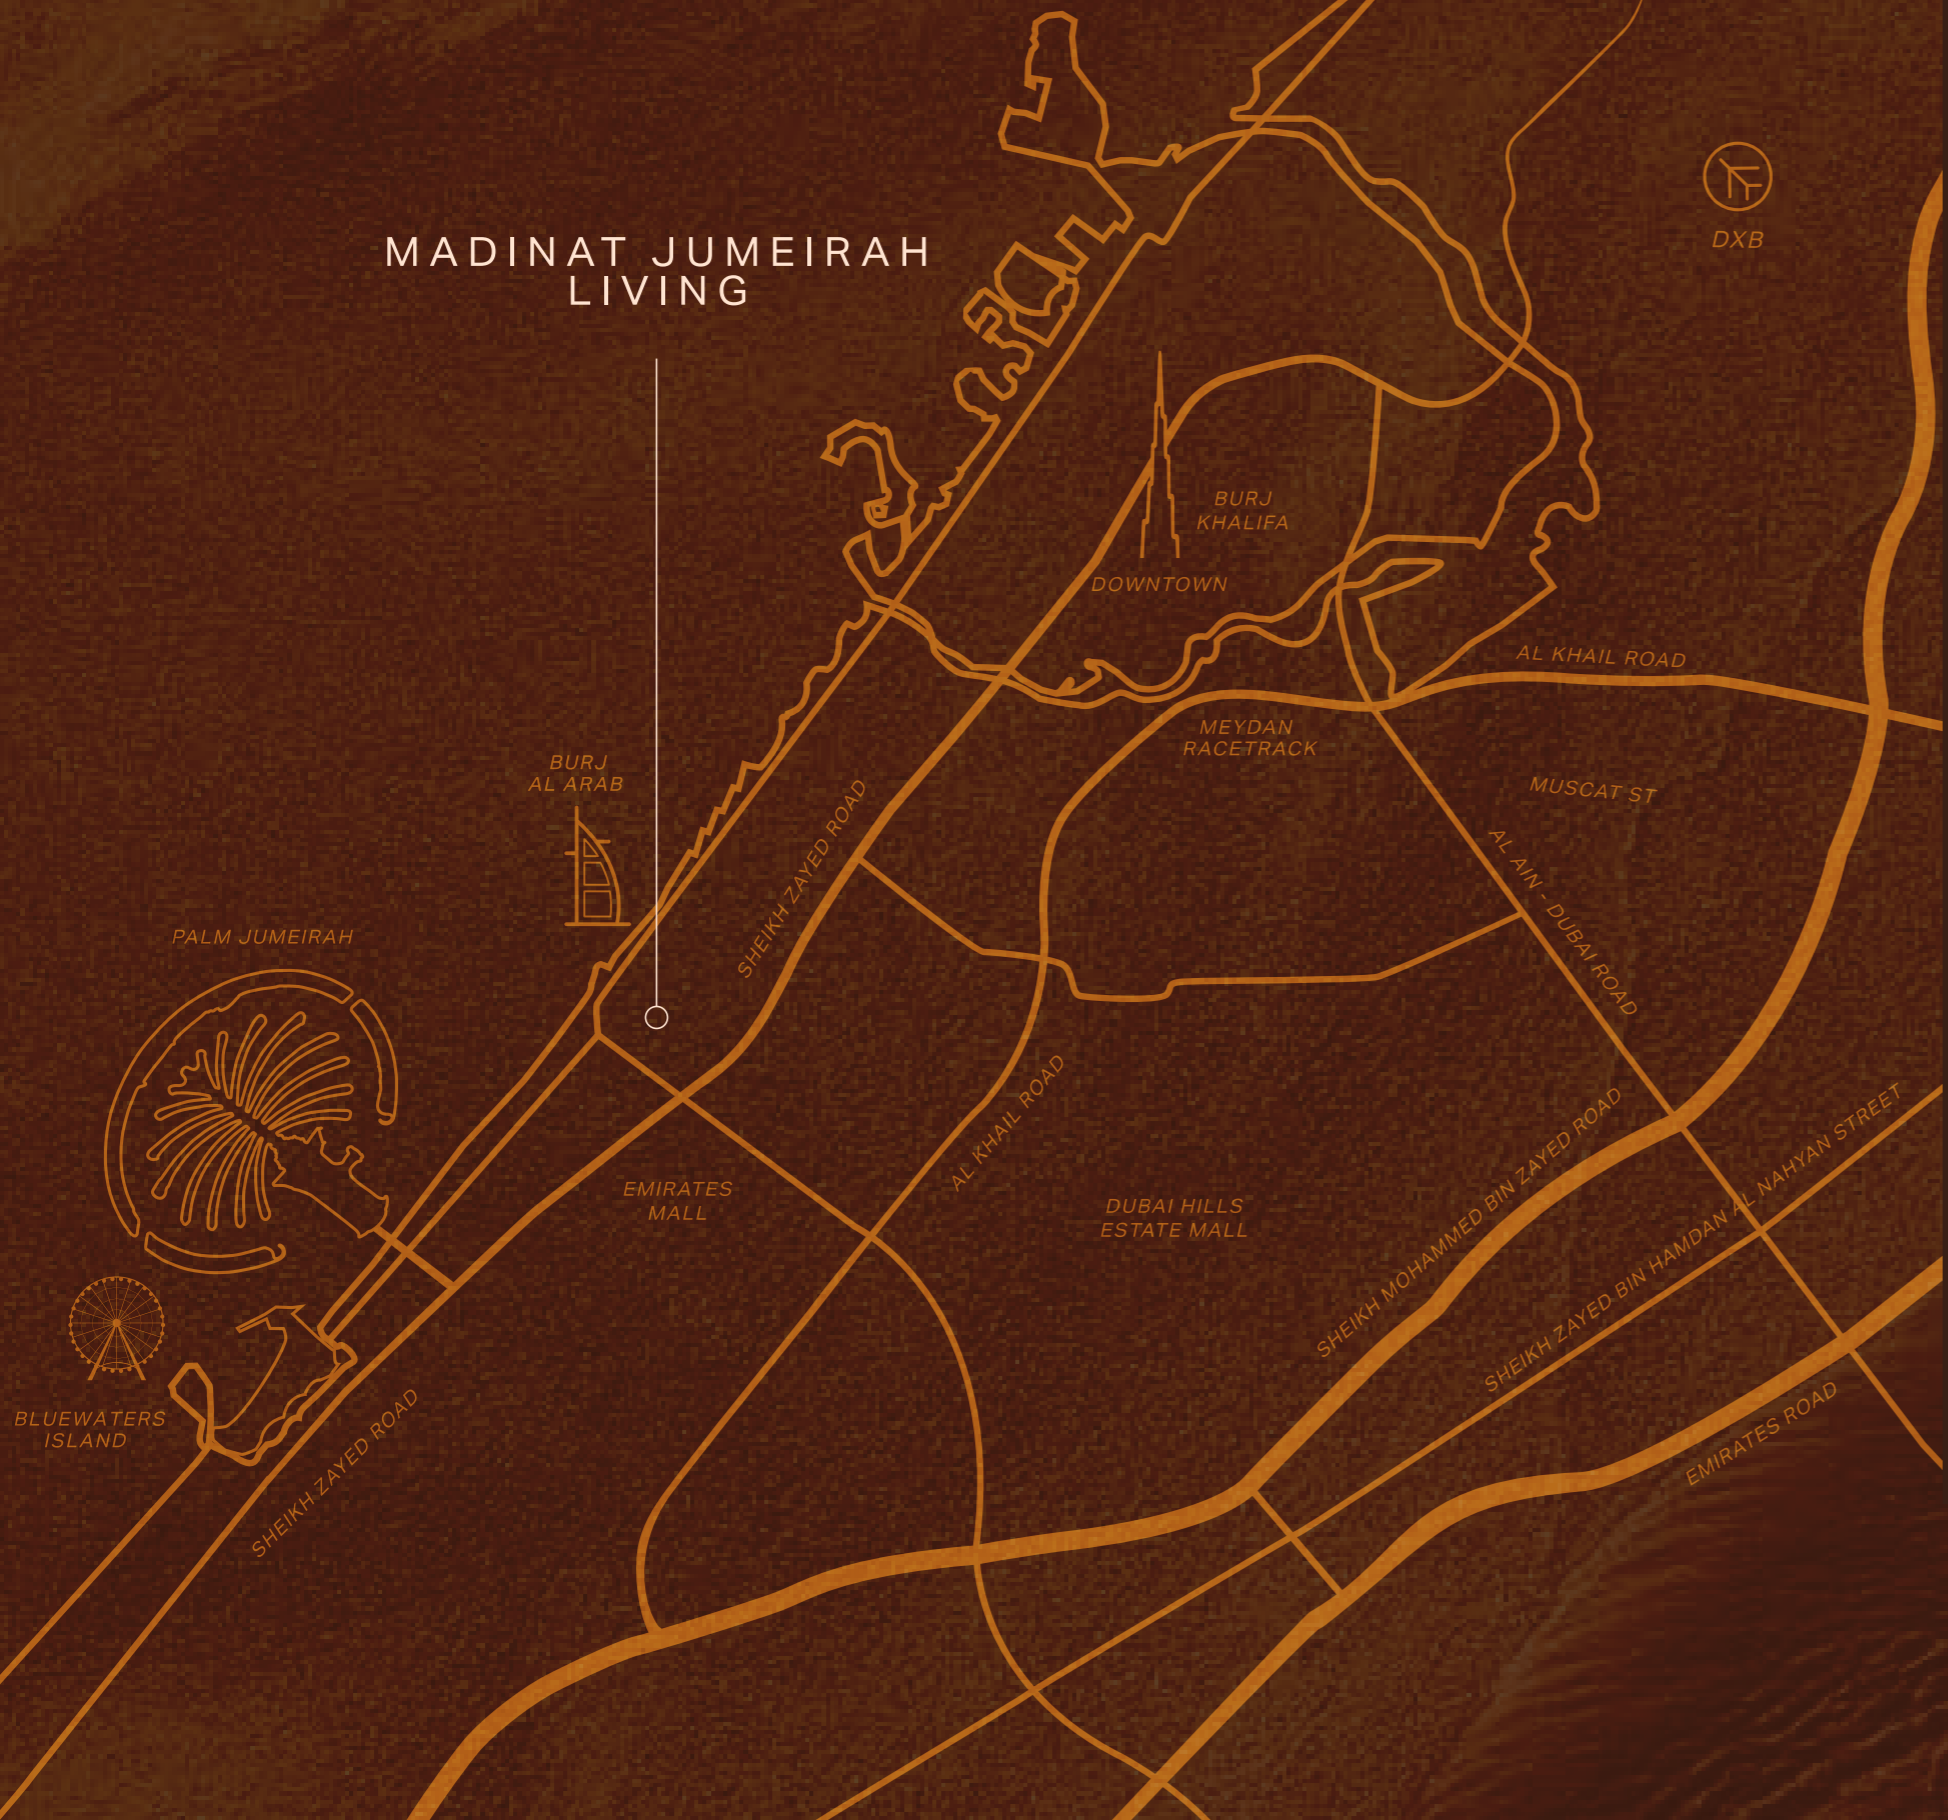 DXB
MADINAT JUMEIRAH
LIVING
BURJ
KHALIFA
DOWNTOWN
AL KHAIL ROAD
MEYDAN
RACETRACK
BURJ
AL ARAB
MUSCAT ST
SHEIKH ZAYED ROAD
AL AIN - DUBAI ROAD
PALM JUMEIRAH
AL KHAIL ROAD
EMIRATES
MALL
DUBAI HILLS
ESTATE MALL
SHEIKH MOHAMMED BIN ZAYED ROAD
SHEIKH ZAYED BIN HAMDAN AL NAHYAN STREET
BLUEWATERS
ISLAND
SHEIKH ZAYED ROAD
EMIRATES ROAD